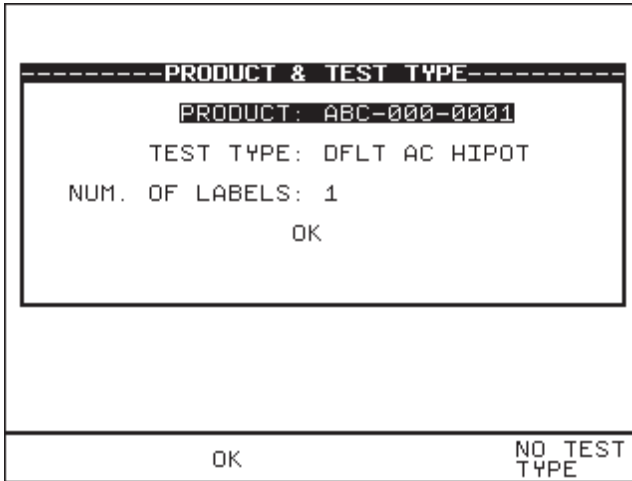 ---------PRODUCT & TEST TYPE----------
PRODUCT: ABC-000-0001
TEST TYPE: DFLT AC HIPOT
NUM. OF LABELS: 1
OK
OK
NO TEST
TYPE